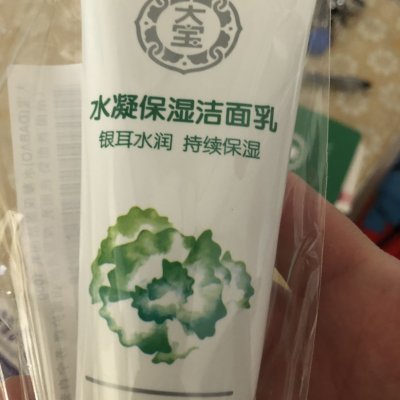 大宝
水凝保湿洁面乳
银耳水润 持续保湿